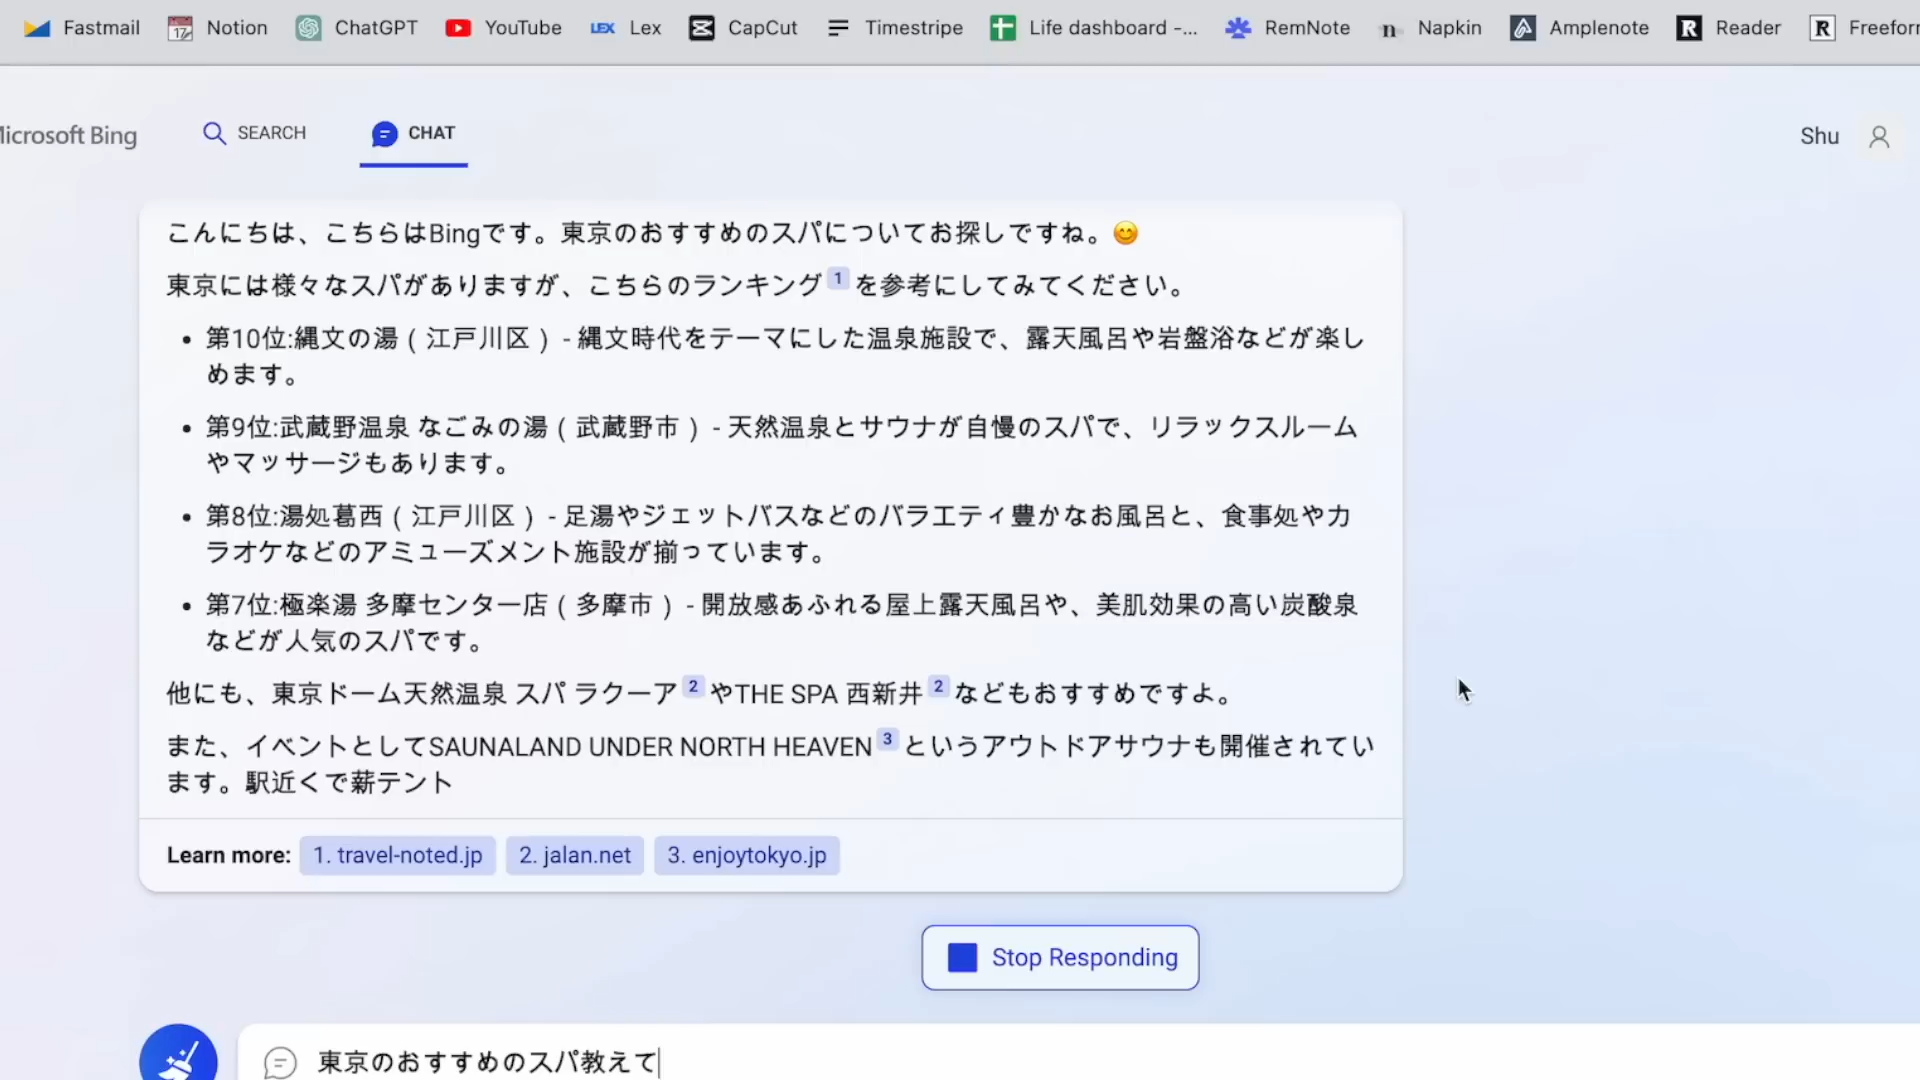 Fastmail Notion ChatGPT YouTube Lex CapCut Timestripe Life dashboard -... RemNote Napkin Amplenote Reader Freeform
Microsoft Bing SEARCH CHAT Shu
こんにちは、こちらはBingです。東京のおすすめのスパについてお探しですね。😊
東京には様々なスパがありますが、こちらのランキング1を参考にしてみてください。
• 第10位:縄文の湯(江戸川区) - 縄文時代をテーマにした温泉施設で、露天風呂や岩盤浴などが楽し
めます。
• 第9位:武蔵野温泉 なごみの湯(武蔵野市) - 天然温泉とサウナが自慢のスパで、リラックスルーム
やマッサージもあります。
• 第8位:湯処葛西(江戸川区) - 足湯やジェットバスなどのバラエティ豊かなお風呂と、食事処やカ
ラオケなどのアミューズメント施設が揃っています。
• 第7位:極楽湯 多摩センター店(多摩市) - 開放感あふれる屋上露天風呂や、美肌効果の高い炭酸泉
などが人気のスパです。
他にも、東京ドーム天然温泉 スパ ラクーア2やTHE SPA 西新井2などもおすすめですよ。
また、イベントとしてSAUNALAND UNDER NORTH HEAVEN3というアウトドアサウナも開催されてい
ます。駅近くで薪テント
Learn more: 1. travel-noted.jp 2. jalan.net 3. enjoytokyo.jp
Stop Responding
東京のおすすめのスパ教えて